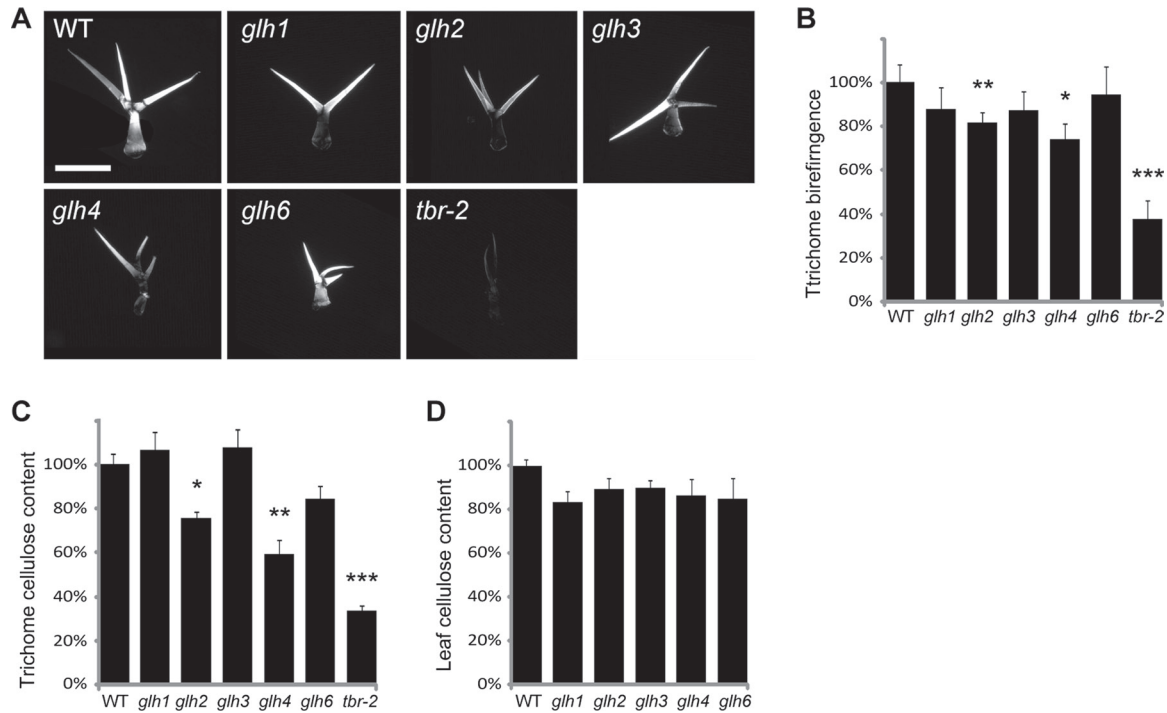 A
WT
glh1
glh2
glh3
glh4
glh6
tbr-2
B
Ttrichome birefirngence
100%
80%
60%
40%
20%
0%
**
*
***
WT glh1 glh2 glh3 glh4 glh6 tbr-2
C
Trichome cellulose content
100%
80%
60%
40%
20%
0%
*
**
***
WT glh1 glh2 glh3 glh4 glh6 tbr-2
D
Leaf cellulose content
100%
80%
60%
40%
20%
0%
WT glh1 glh2 glh3 glh4 glh6